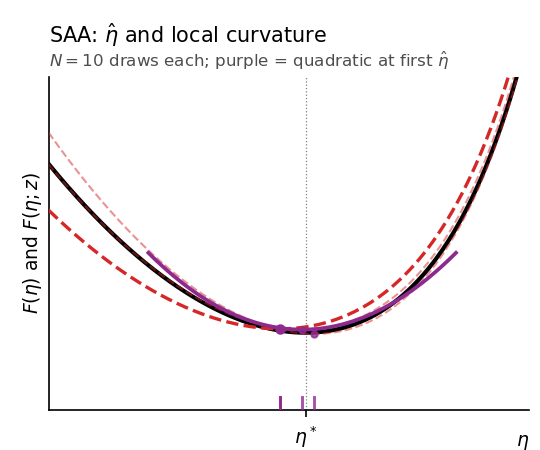 SAA: η̂ and local curvature
N = 10 draws each; purple = quadratic at first η̂
F(η) and F(η; z)
η*
η